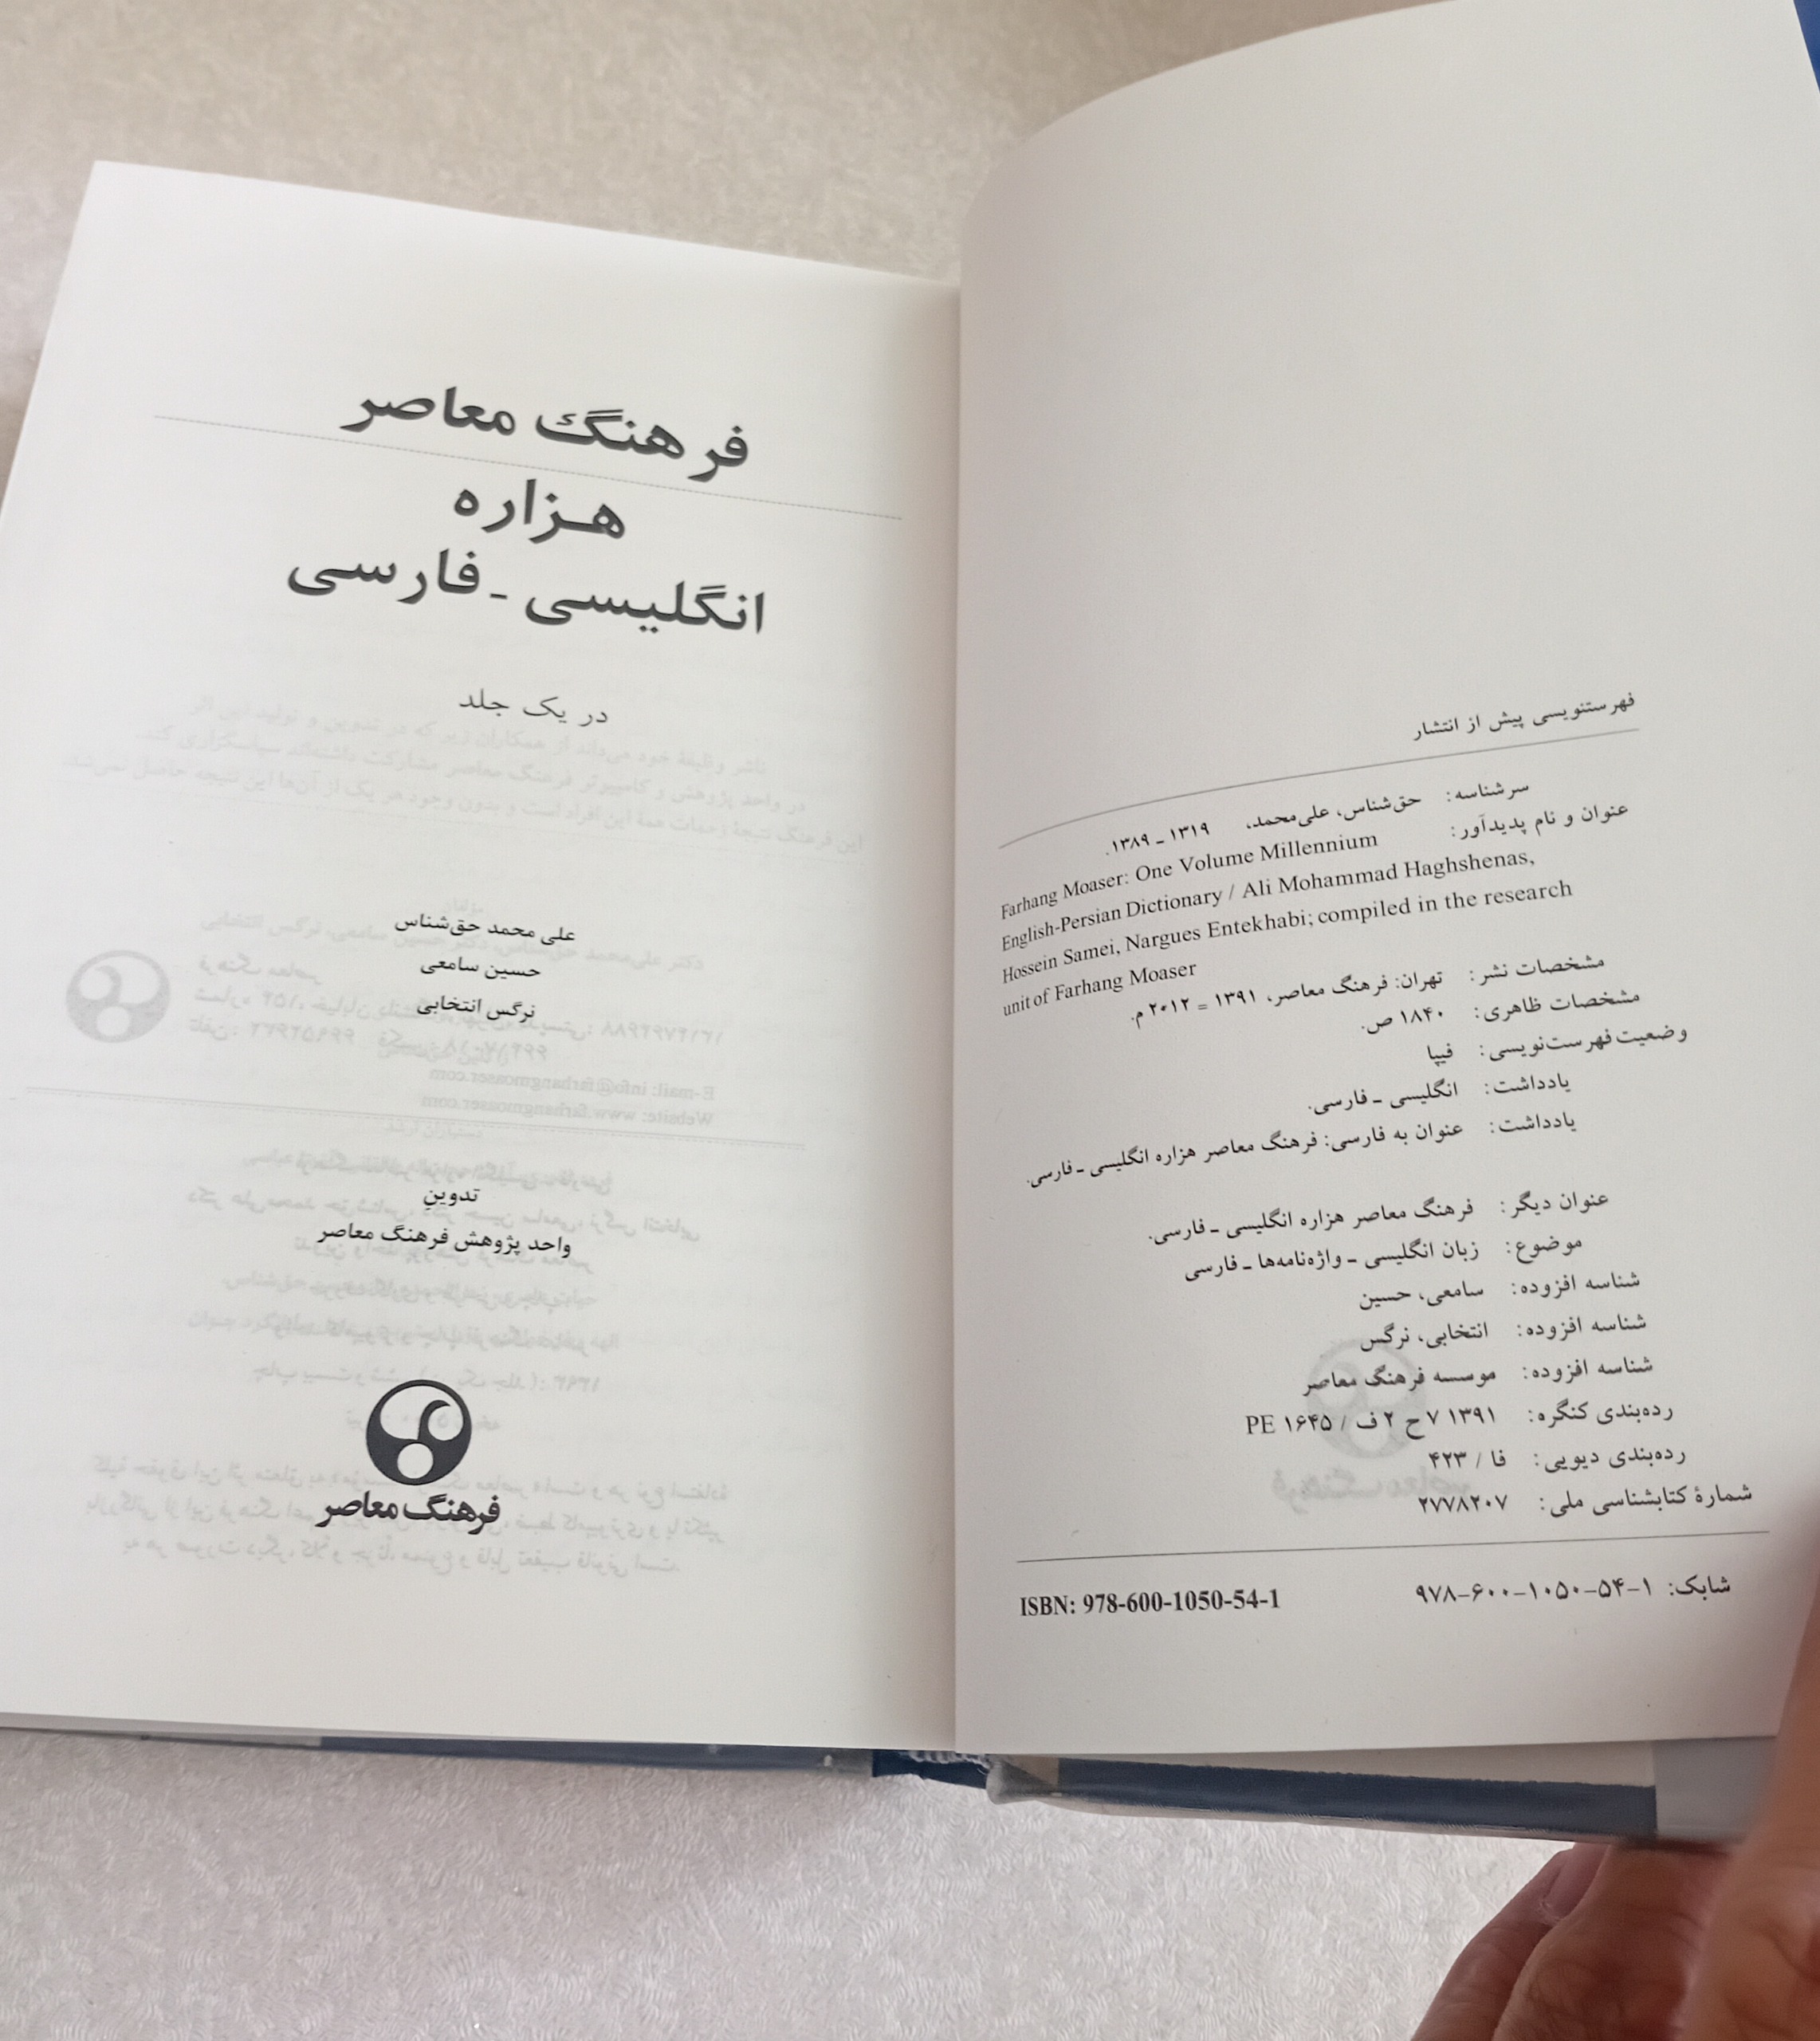 فهرستنویسی پیش از انتشار
سرشناسه: حق‌شناس، علی‌محمد، ۱۳۱۹ ـ ۱۳۸۹.
عنوان و نام پدیدآور:
Farhang Moaser: One Volume Millennium
English-Persian Dictionary / Ali Mohammad Haghshenas,
Hossein Samei, Nargues Entekhabi; compiled in the research
unit of Farhang Moaser
مشخصات نشر: تهران: فرهنگ معاصر، ۱۳۹۱ = ۲۰۱۲ م.
مشخصات ظاهری: ۱۸۴۰ ص.
وضعیت فهرست‌نویسی: فیپا
یادداشت: انگلیسی ـ فارسی.
یادداشت: عنوان به فارسی: فرهنگ معاصر هزاره انگلیسی ـ فارسی.
عنوان دیگر: فرهنگ معاصر هزاره انگلیسی ـ فارسی.
موضوع: زبان انگلیسی ـ واژه‌نامه‌ها ـ فارسی
شناسه افزوده: سامعی، حسین
شناسه افزوده: انتخابی، نرگس
شناسه افزوده: موسسه فرهنگ معاصر
رده‌بندی کنگره: ۱۳۹۱ ۷ ح ۲ ف / PE ۱۶۴۵
رده‌بندی دیویی: فا / ۴۲۳
شمارهٔ کتابشناسی ملی: ۲۷۷۸۲۰۷
شابک: ۱-۵۴-۱۰۵۰-۶۰۰-۹۷۸
ISBN: 978-600-1050-54-1
فرهنگ معاصر
هزاره
انگلیسی ـ فارسی
در یک جلد
علی محمد حق‌شناس
حسین سامعی
نرگس انتخابی
تدوینِ
واحد پژوهش فرهنگ معاصر
فرهنگ معاصر